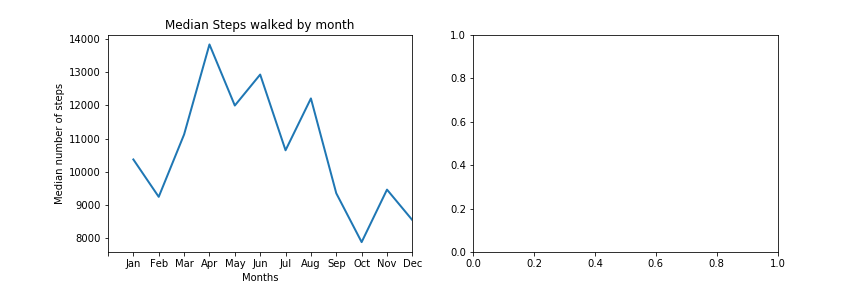 Median Steps walked by month
Median number of steps
14000
13000
12000
11000
10000
9000
8000
Jan Feb Mar Apr May Jun Jul Aug Sep Oct Nov Dec
Months
1.0
0.8
0.6
0.4
0.2
0.0
0.0 0.2 0.4 0.6 0.8 1.0